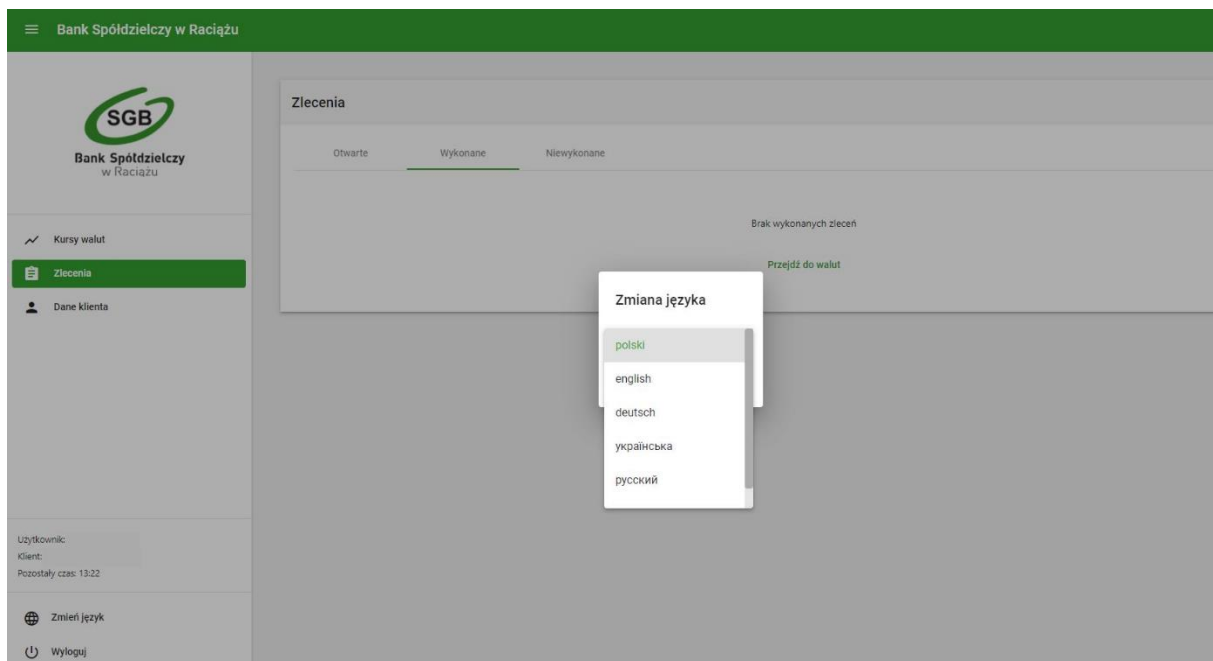 Bank Spółdzielczy w Raciążu
SGB
Bank Spółdzielczy
w Raciążu
Kursy walut
Zlecenia
Dane klienta
Użytkownik:
Klient:
Pozostały czas: 13:22
Zmień język
Wyloguj
Zlecenia
Otwarte Wykonane Niewykonane
Brak wykonanych zleceń
Przejdź do walut
Zmiana języka
polski
english
deutsch
українська
русский